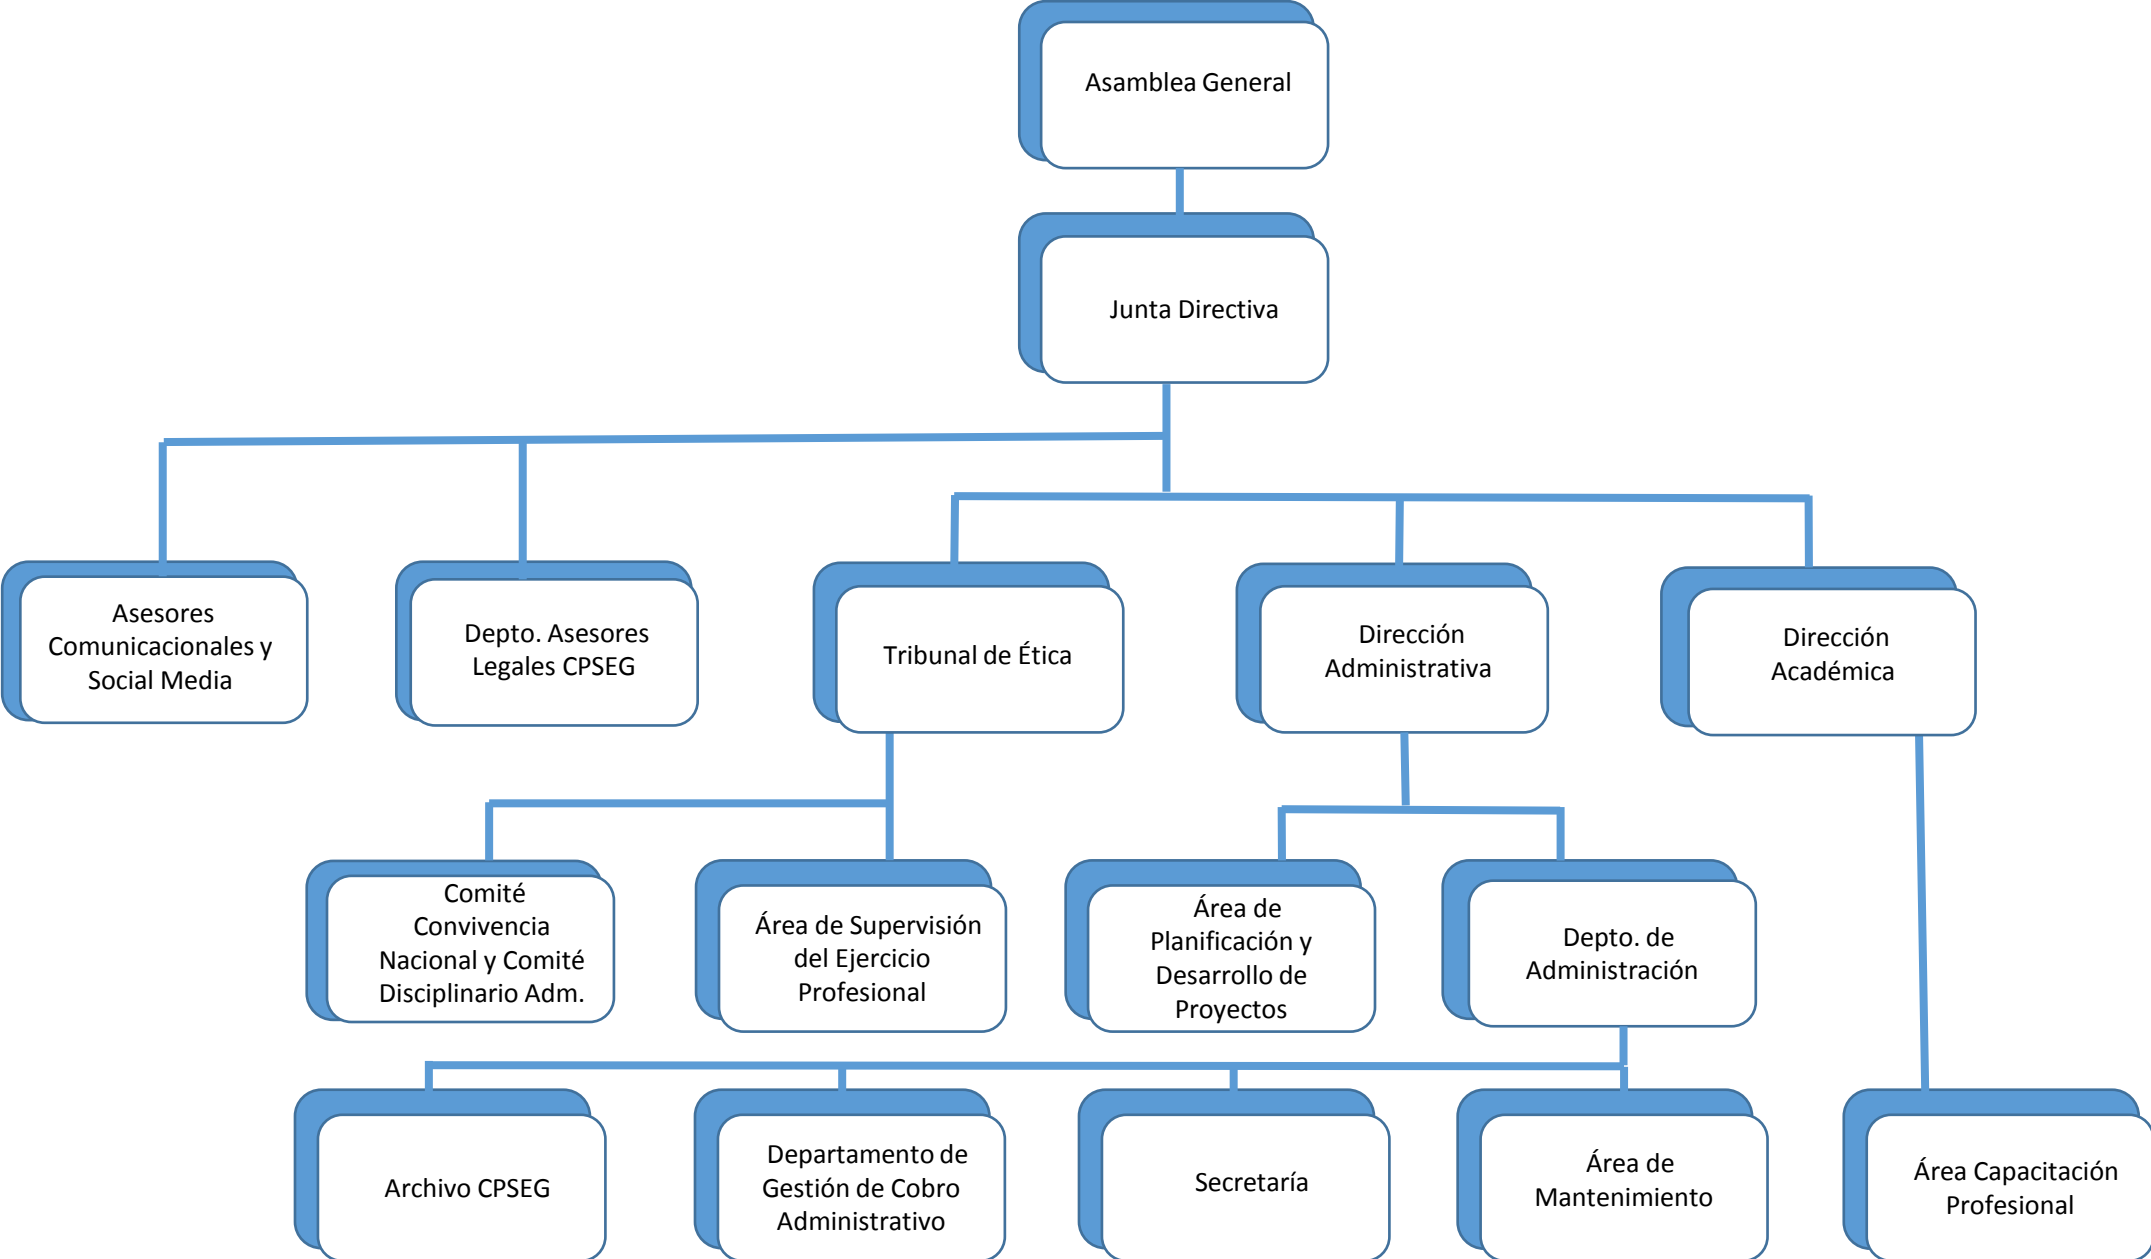 Asamblea General
Junta Directiva
Asesores
Comunicacionales y
Social Media
Depto. Asesores
Legales CPSEG
Tribunal de Ética
Dirección
Administrativa
Dirección
Académica
Comité
Convivencia
Nacional y Comité
Disciplinario Adm.
Área de Supervisión
del Ejercicio
Profesional
Área de
Planificación y
Desarrollo de
Proyectos
Depto. de
Administración
Archivo CPSEG
Departamento de
Gestión de Cobro
Administrativo
Secretaría
Área de
Mantenimiento
Área Capacitación
Profesional